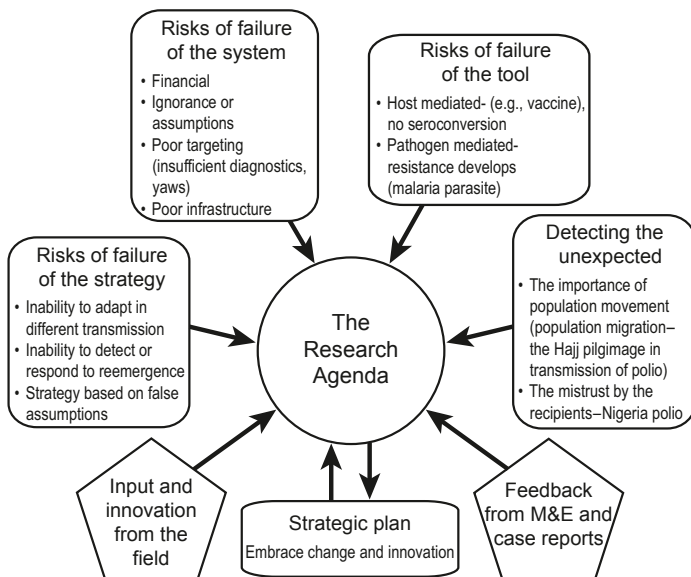 Risks of failure
of the system
• Financial
• Ignorance or
assumptions
• Poor targeting
(insufficient diagnostics,
yaws)
• Poor infrastructure
Risks of failure
of the tool
• Host mediated- (e.g., vaccine),
no seroconversion
• Pathogen mediated-
resistance develops
(malaria parasite)
Risks of failure
of the strategy
• Inability to adapt in
different transmission
• Inability to detect or
respond to reemergence
• Strategy based on false
assumptions
The
Research
Agenda
Detecting the
unexpected
• The importance of
population movement
(population migration–
the Hajj pilgimage in
transmission of polio)
• The mistrust by the
recipients–Nigeria polio
Input and
innovation
from the
field
Strategic plan
Embrace change and innovation
Feedback
from M&E and
case reports